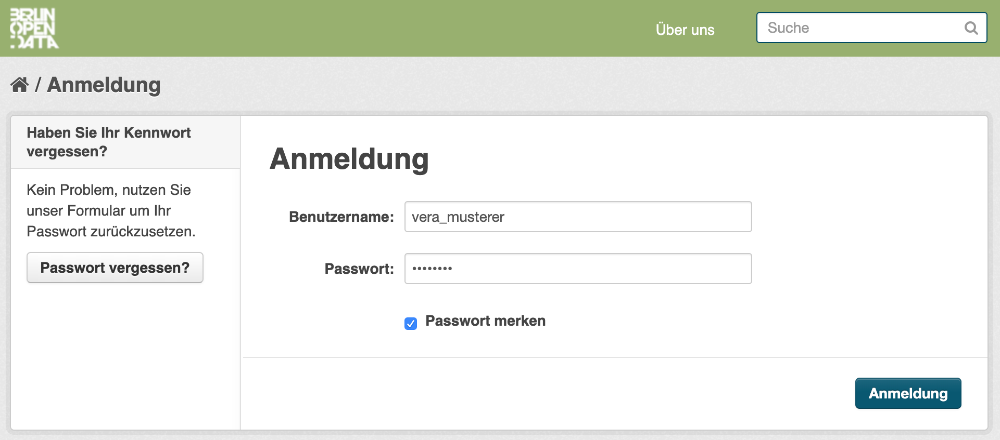 BERLIN
OPEN
DATA
Über uns
Suche
/ Anmeldung
Haben Sie Ihr Kennwort
vergessen?
Kein Problem, nutzen Sie
unser Formular um Ihr
Passwort zurückzusetzen.
Passwort vergessen?
Anmeldung
Benutzername: vera_musterer
Passwort: ••••••••
Passwort merken
Anmeldung